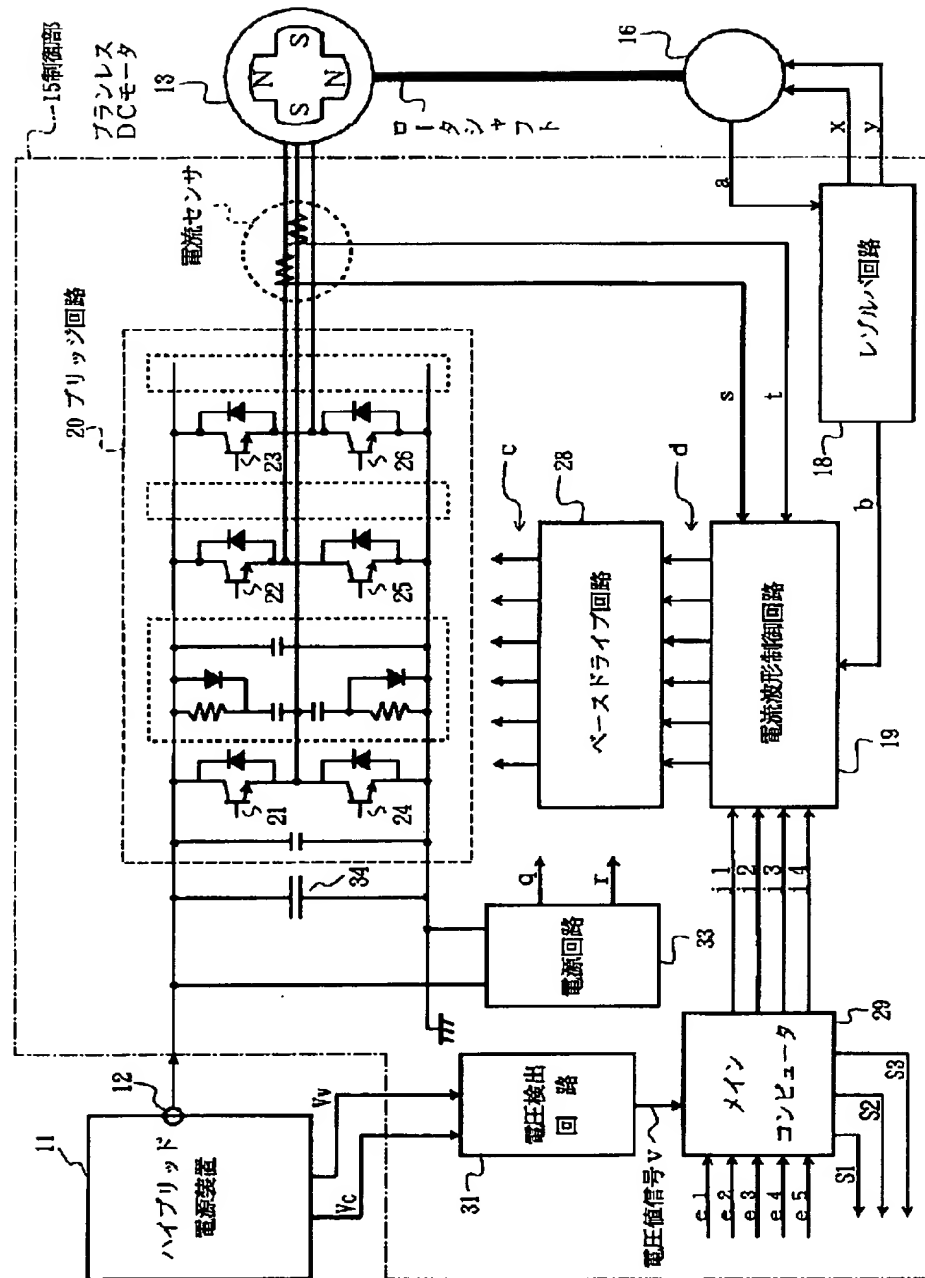 15制御部
ブランレス
DCモータ
13
N
S
N
S
ロータシャフト
16
電流センサ
20 ブリッジ回路
21
22
23
24
25
26
34
11
ハイブリッド
電源装置
12
Vc
Vv
31
電圧検出
回 路
電圧値信号v
電源回路
33
q
r
c
28
ベースドライブ回路
d
電流波形制御回路
19
s
t
a
x
y
レゾルバ回路
18
b
i1
i2
i3
i4
メイン
コンピュータ
29
e1
e2
e3
e4
e5
S1
S2
S3